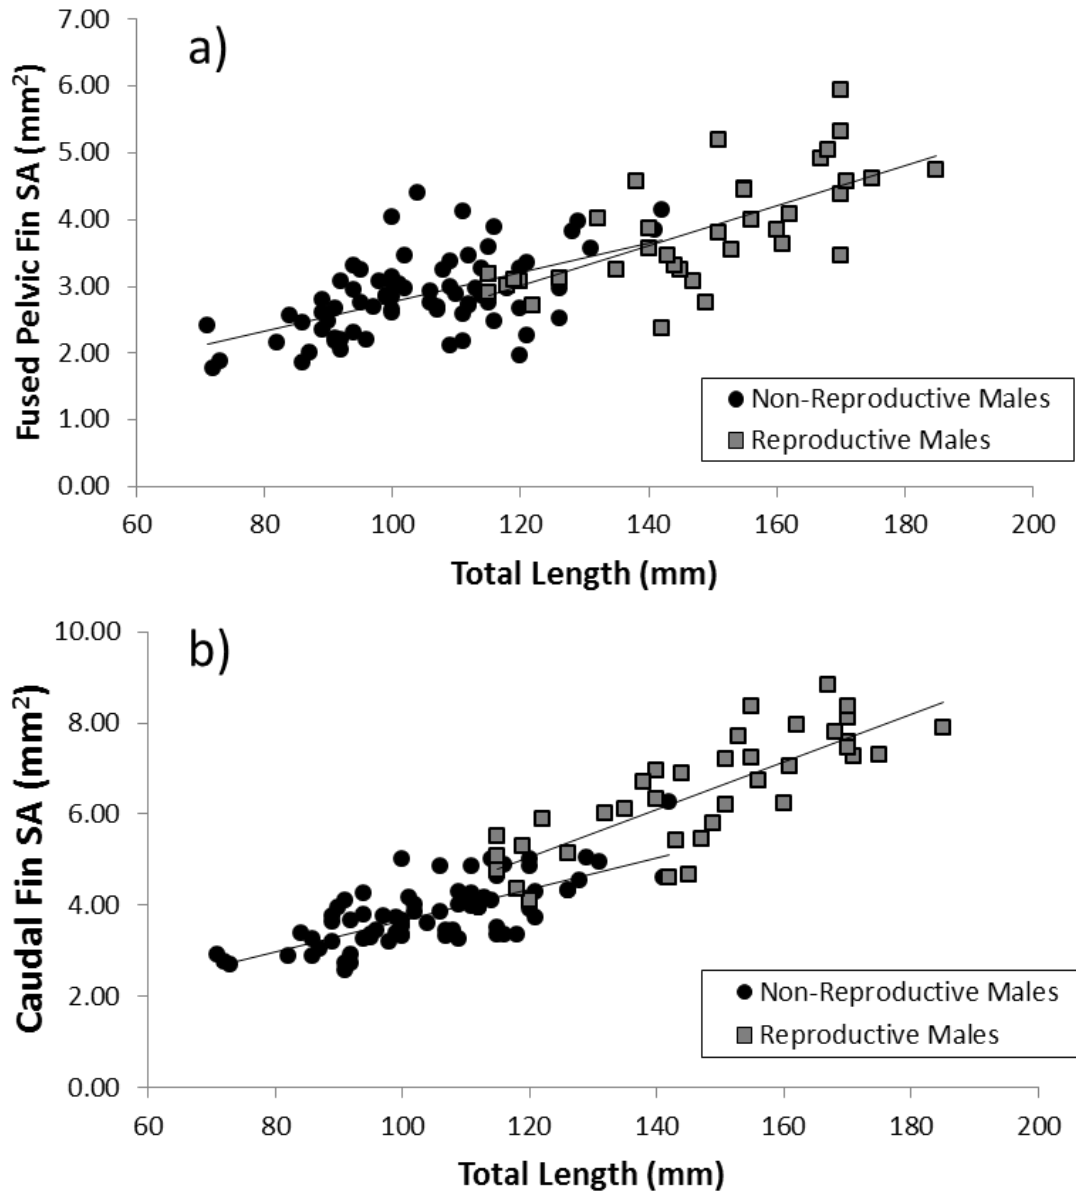 a)
7.00
6.00
5.00
4.00
3.00
2.00
1.00
0.00
Fused Pelvic Fin SA (mm²)
Non-Reproductive Males
Reproductive Males
60 80 100 120 140 160 180 200
Total Length (mm)
b)
10.00
8.00
6.00
4.00
2.00
0.00
Caudal Fin SA (mm²)
Non-Reproductive Males
Reproductive Males
60 80 100 120 140 160 180 200
Total Length (mm)